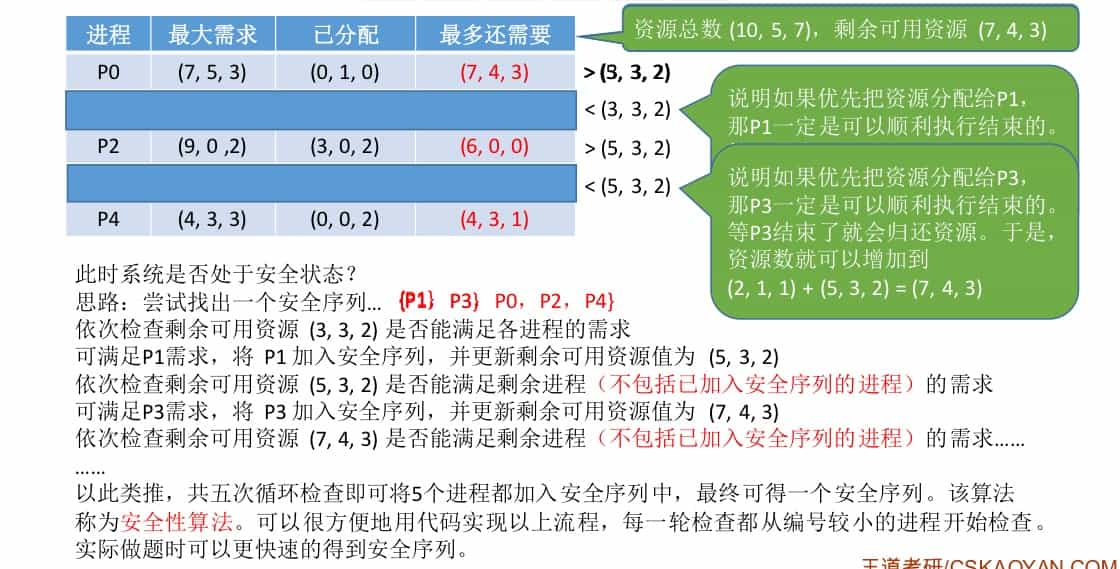 进程 最大需求 已分配 最多还需要
资源总数 (10, 5, 7)，剩余可用资源 (7, 4, 3)
P0 (7, 5, 3) (0, 1, 0) (7, 4, 3)
< (3, 3, 2)
说明如果优先把资源分配给P1，
那P1一定是可以顺利执行结束的。
P2 (9, 0 ,2) (3, 0, 2) (6, 0, 0) > (5, 3, 2)
< (5, 3, 2)
说明如果优先把资源分配给P3，
那P3一定是可以顺利执行结束的。
等P3结束了就会归还资源。于是，
资源数就可以增加到
(2, 1, 1) + (5, 3, 2) = (7, 4, 3)
P4 (4, 3, 3) (0, 0, 2) (4, 3, 1)
此时系统是否处于安全状态？
思路：尝试找出一个安全序列… {P1} P3} P0，P2，P4}
依次检查剩余可用资源 (3, 3, 2) 是否能满足各进程的需求
可满足P1需求，将 P1 加入安全序列，并更新剩余可用资源值为 (5, 3, 2)
依次检查剩余可用资源 (5, 3, 2) 是否能满足剩余进程（不包括已加入安全序列的进程）的需求
可满足P3需求，将 P3 加入安全序列，并更新剩余可用资源值为 (7, 4, 3)
依次检查剩余可用资源 (7, 4, 3) 是否能满足剩余进程（不包括已加入安全序列的进程）的需求……
……
以此类推，共五次循环检查即可将5个进程都加入安全序列中，最终可得一个安全序列。该算法
称为安全性算法。可以很方便地用代码实现以上流程，每一轮检查都从编号较小的进程开始检查。
实际做题时可以更快速的得到安全序列。
王道考研/CSKAOYAN.COM